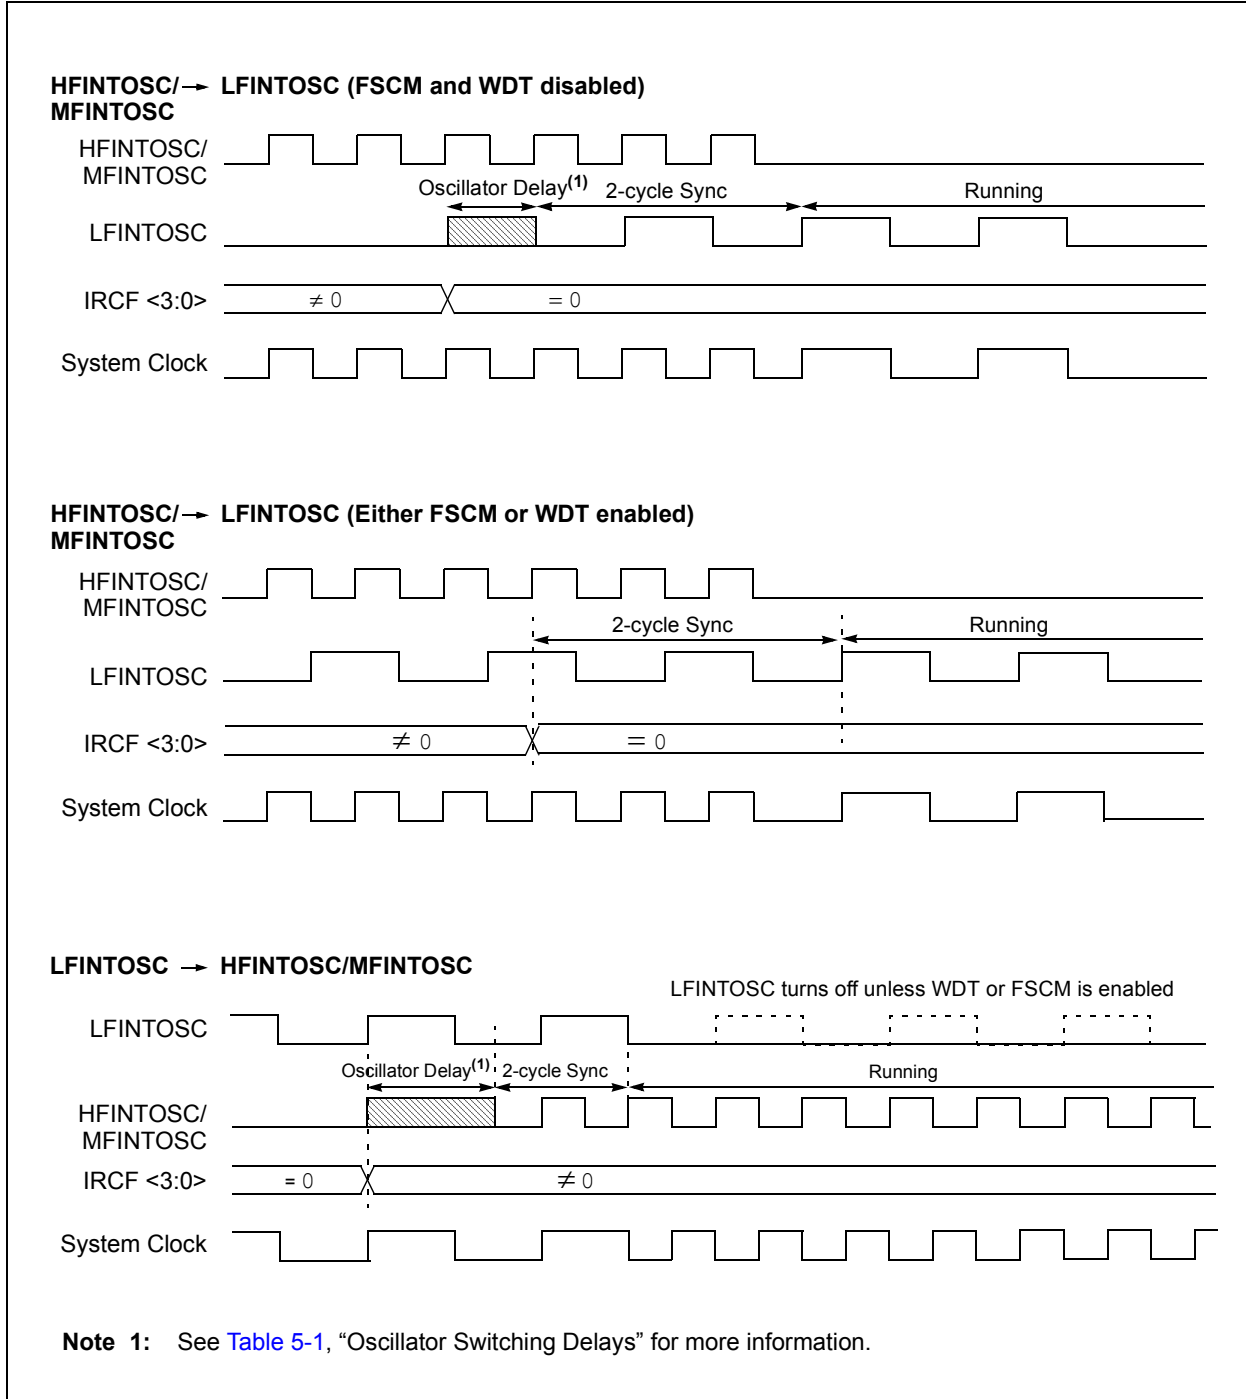 HFINTOSC/→ LFINTOSC (FSCM and WDT disabled)
MFINTOSC
HFINTOSC/
MFINTOSC
Oscillator Delay(1) 2-cycle Sync Running
LFINTOSC
IRCF <3:0> ≠ 0 = 0
System Clock
HFINTOSC/→ LFINTOSC (Either FSCM or WDT enabled)
MFINTOSC
HFINTOSC/
MFINTOSC
2-cycle Sync Running
LFINTOSC
IRCF <3:0> ≠ 0 = 0
System Clock
LFINTOSC → HFINTOSC/MFINTOSC
LFINTOSC turns off unless WDT or FSCM is enabled
LFINTOSC
Oscillator Delay(1) 2-cycle Sync Running
HFINTOSC/
MFINTOSC
IRCF <3:0> = 0 ≠ 0
System Clock
Note 1: See Table 5-1, “Oscillator Switching Delays” for more information.